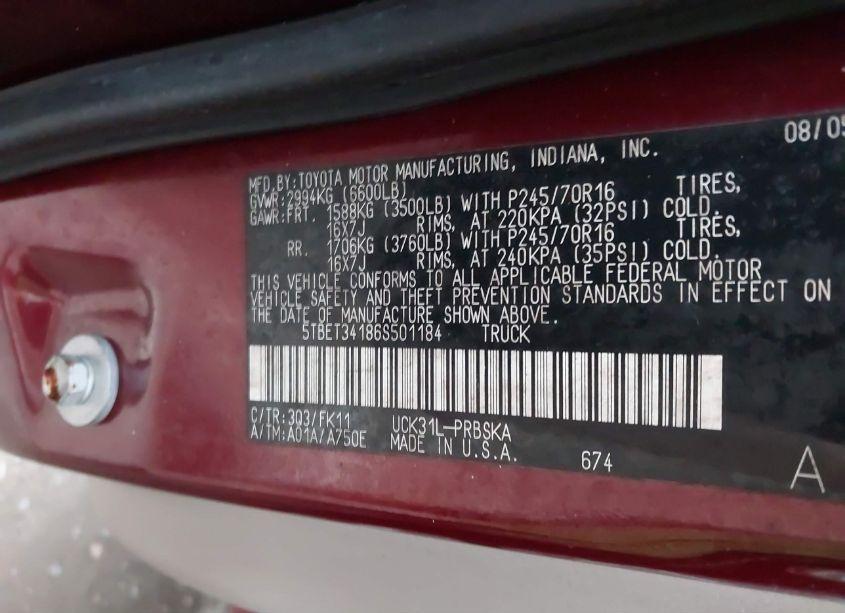 08/05
MFD.BY:TOYOTA MOTOR MANUFACTURING, INDIANA, INC.
GVWR:2994KG (6600LB)
GAWR:FRT. 1588KG (3500LB) WITH P245/70R16 TIRES,
16X7J RIMS, AT 220KPA (32PSI) COLD.
RR. 1706KG (3760LB) WITH P245/70R16 TIRES,
16X7J RIMS, AT 240KPA (35PSI) COLD.
THIS VEHICLE CONFORMS TO ALL APPLICABLE FEDERAL MOTOR
VEHICLE SAFETY AND THEFT PREVENTION STANDARDS IN EFFECT ON
THE DATE OF MANUFACTURE SHOWN ABOVE.
5TBET34186S501184 TRUCK
C/TR:3Q3/FK11 UCK31L-PRBSKA
A/TM:A01A/A750E MADE IN U.S.A.
674
A